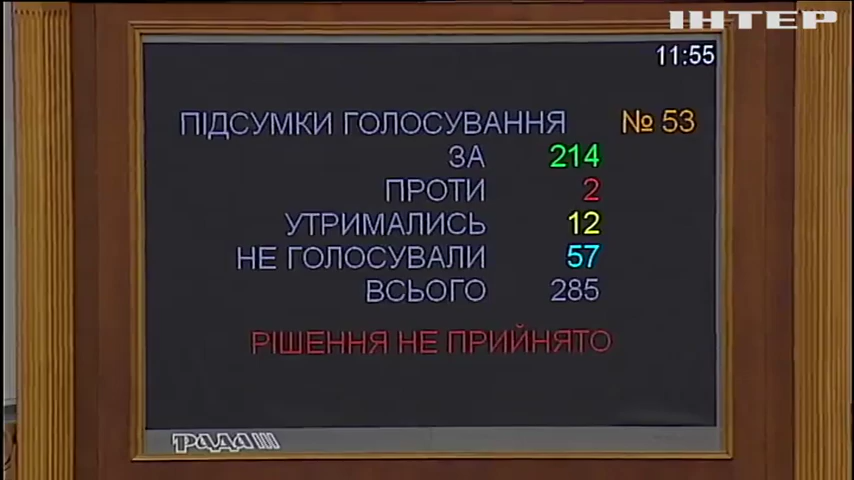 ІНТЕР
11:55
ПІДСУМКИ ГОЛОСУВАННЯ № 53
ЗА 214
ПРОТИ 2
УТРИМАЛИСЬ 12
НЕ ГОЛОСУВАЛИ 57
ВСЬОГО 285
РІШЕННЯ НЕ ПРИЙНЯТО
РАДА